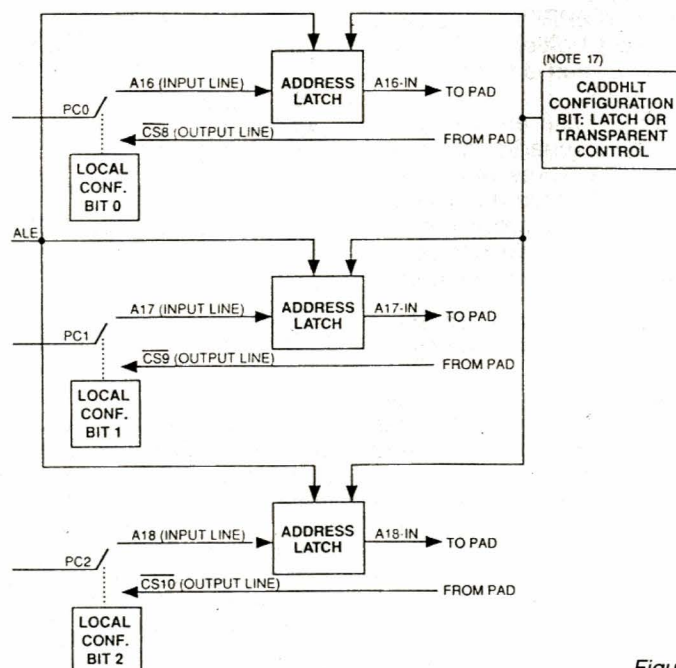 (NOTE 17)
CADDHLT
CONFIGURATION
BIT: LATCH OR
TRANSPARENT
CONTROL
A16 (INPUT LINE)
ADDRESS
LATCH
A16-IN
TO PAD
PC0
CS8 (OUTPUT LINE)
FROM PAD
LOCAL
CONF.
BIT 0
ALE
A17 (INPUT LINE)
ADDRESS
LATCH
A17-IN
TO PAD
PC1
CS9 (OUTPUT LINE)
FROM PAD
LOCAL
CONF.
BIT 1
A18 (INPUT LINE)
ADDRESS
LATCH
A18-IN
TO PAD
PC2
CS10 (OUTPUT LINE)
FROM PAD
LOCAL
CONF.
BIT 2